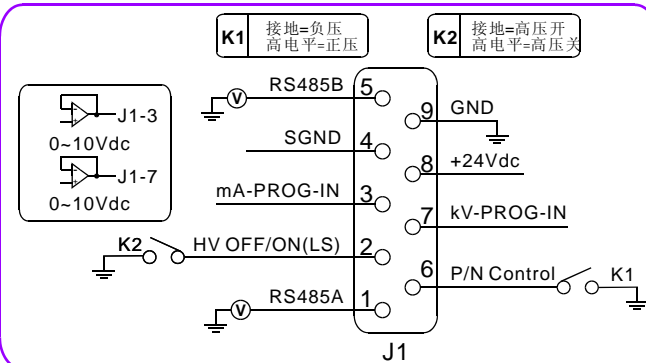 K1
接地=负压
高电平=正压
K2
接地=高压开
高电平=高压关
J1-3
0~10Vdc
J1-7
0~10Vdc
RS485B
V
5
9
GND
SGND
4
8
+24Vdc
mA-PROG-IN
3
7
kV-PROG-IN
K2
HV OFF/ON(LS)
2
6
P/N Control
K1
RS485A
V
1
J1